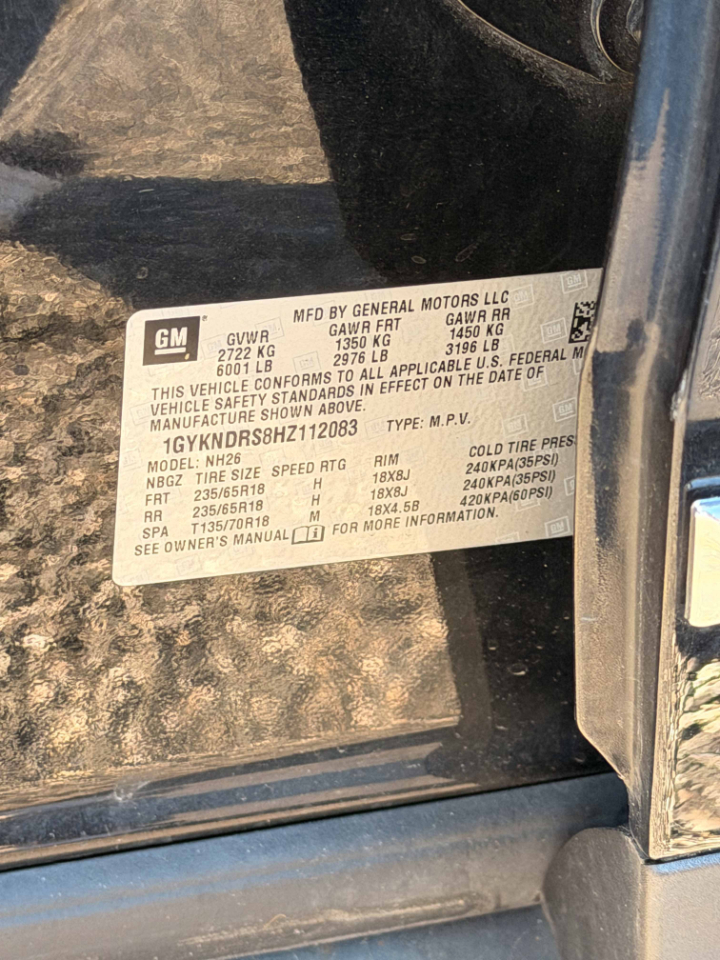 GM
MFD BY GENERAL MOTORS LLC
GVWR GAWR FRT GAWR RR
2722 KG 1350 KG 1450 KG
6001 LB 2976 LB 3196 LB
THIS VEHICLE CONFORMS TO ALL APPLICABLE U.S. FEDERAL M
VEHICLE SAFETY STANDARDS IN EFFECT ON THE DATE OF
MANUFACTURE SHOWN ABOVE.
1GYKNDRS8HZ112083 TYPE: M.P.V.
MODEL: NH26
NBGZ TIRE SIZE SPEED RTG RIM COLD TIRE PRES
FRT 235/65R18 H 18X8J 240KPA(35PSI)
RR 235/65R18 H 18X8J 240KPA(35PSI)
SPA T135/70R18 M 18X4.5B 420KPA(60PSI)
SEE OWNER'S MANUAL FOR MORE INFORMATION.